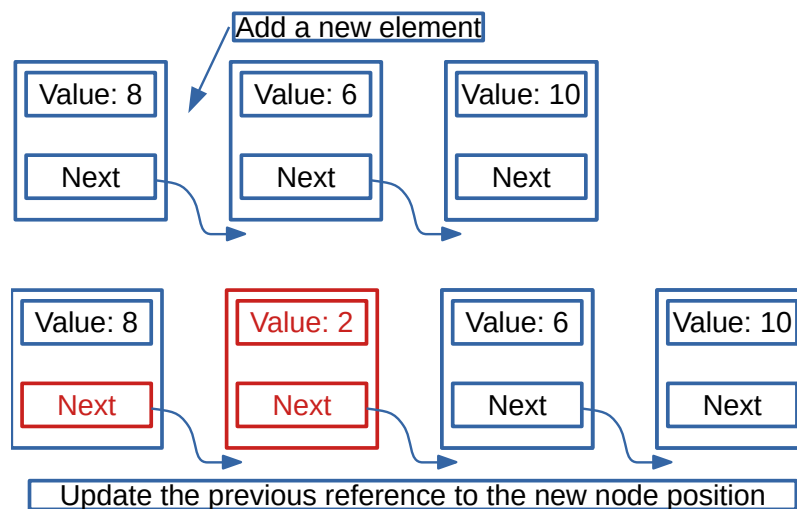 Add a new element
Value: 8
Value: 6
Value: 10
Next
Next
Next
Value: 8
Value: 2
Value: 6
Value: 10
Next
Next
Next
Next
Update the previous reference to the new node position